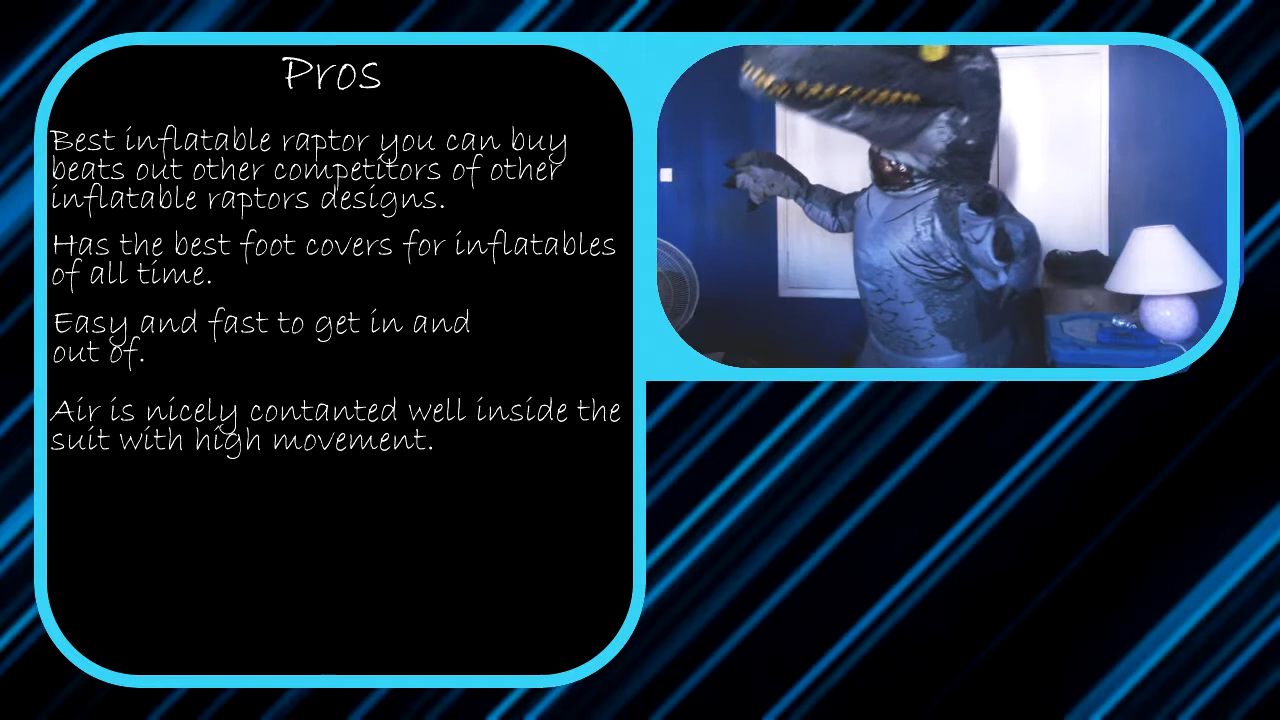 Pros
Best inflatable raptor you can buy
beats out other competitors of other
inflatable raptors designs.
Has the best foot covers for inflatables
of all time.
Easy and fast to get in and
out of.
Air is nicely contanted well inside the
suit with high movement.